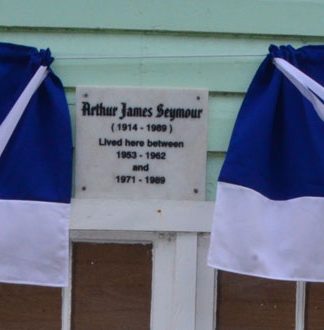 Arthur James Seymour
( 1914 - 1989 )
Lived here between
1953 - 1962
and
1971 - 1989